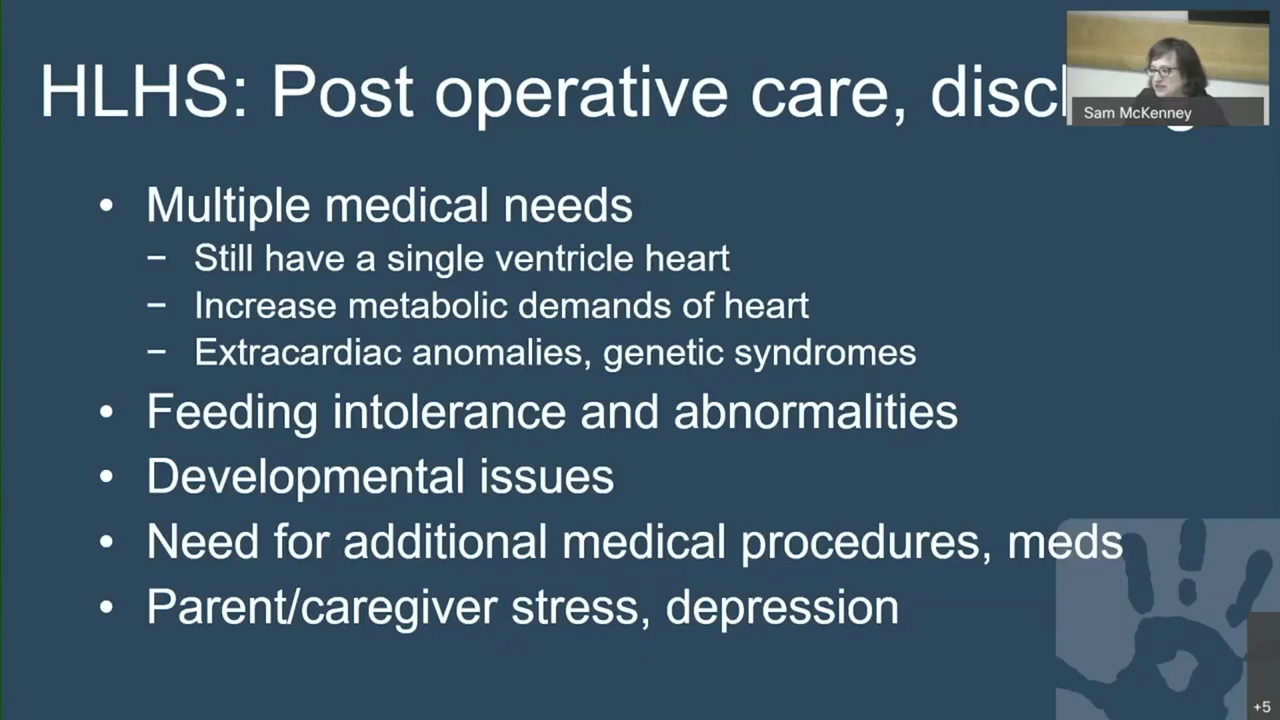 HLHS: Post operative care,
Sam McKenney
• Multiple medical needs
– Still have a single ventricle heart
– Increase metabolic demands of heart
– Extracardiac anomalies, genetic syndromes
• Feeding intolerance and abnormalities
• Developmental issues
• Need for additional medical procedures, meds
• Parent/caregiver stress, depression
+5